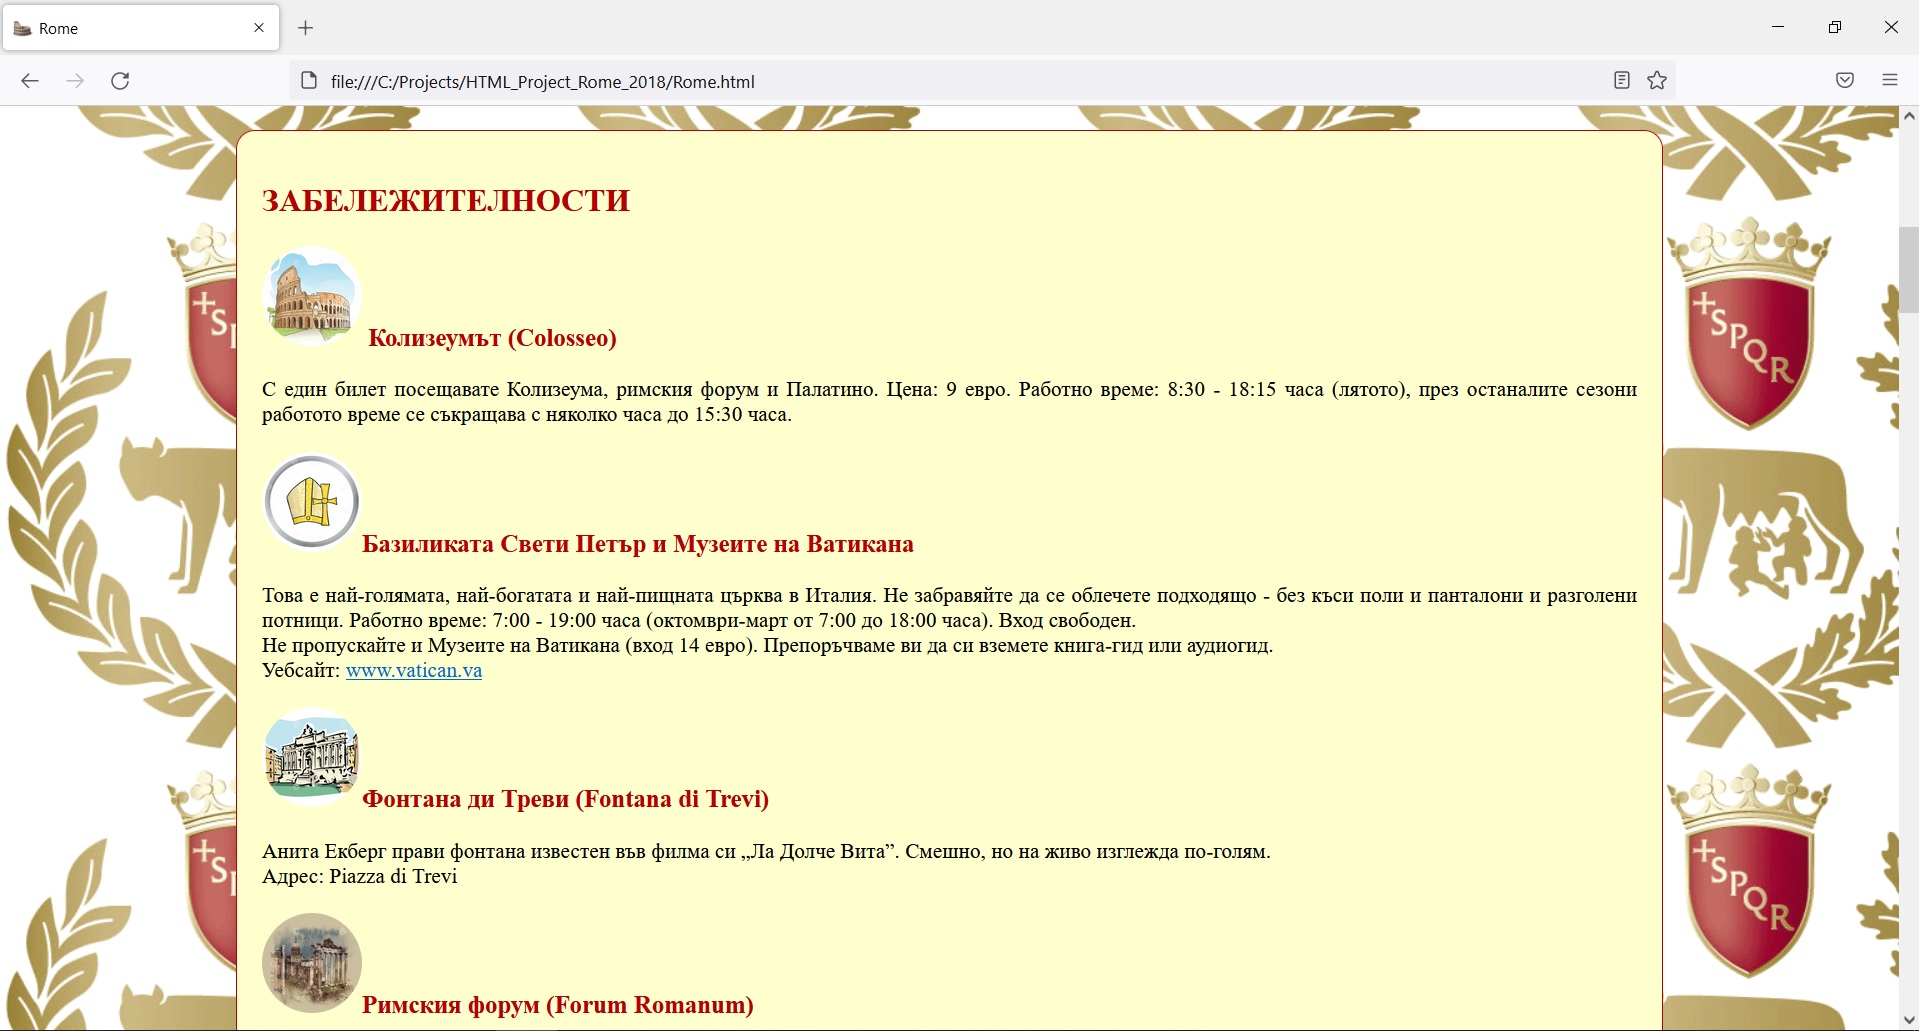 Rome
file:///C:/Projects/HTML_Project_Rome_2018/Rome.html
ЗАБЕЛЕЖИТЕЛНОСТИ
Колизеумът (Colosseo)
С един билет посещавате Колизеума, римския форум и Палатино. Цена: 9 евро. Работно време: 8:30 - 18:15 часа (лятото), през останалите сезони
работото време се съкращава с няколко часа до 15:30 часа.
Базиликата Свети Петър и Музеите на Ватикана
Това е най-голямата, най-богатата и най-пищната църква в Италия. Не забравяйте да се облечете подходящо - без къси поли и панталони и разголени
потници. Работно време: 7:00 - 19:00 часа (октомври-март от 7:00 до 18:00 часа). Вход свободен.
Не пропускайте и Музеите на Ватикана (вход 14 евро). Препоръчваме ви да си вземете книга-гид или аудиогид.
Уебсайт: www.vatican.va
Фонтана ди Треви (Fontana di Trevi)
Анита Екберг прави фонтана известен във филма си „Ла Долче Вита”. Смешно, но на живо изглежда по-голям.
Адрес: Piazza di Trevi
Римския форум (Forum Romanum)
SP
SPQR
SP
SPQR